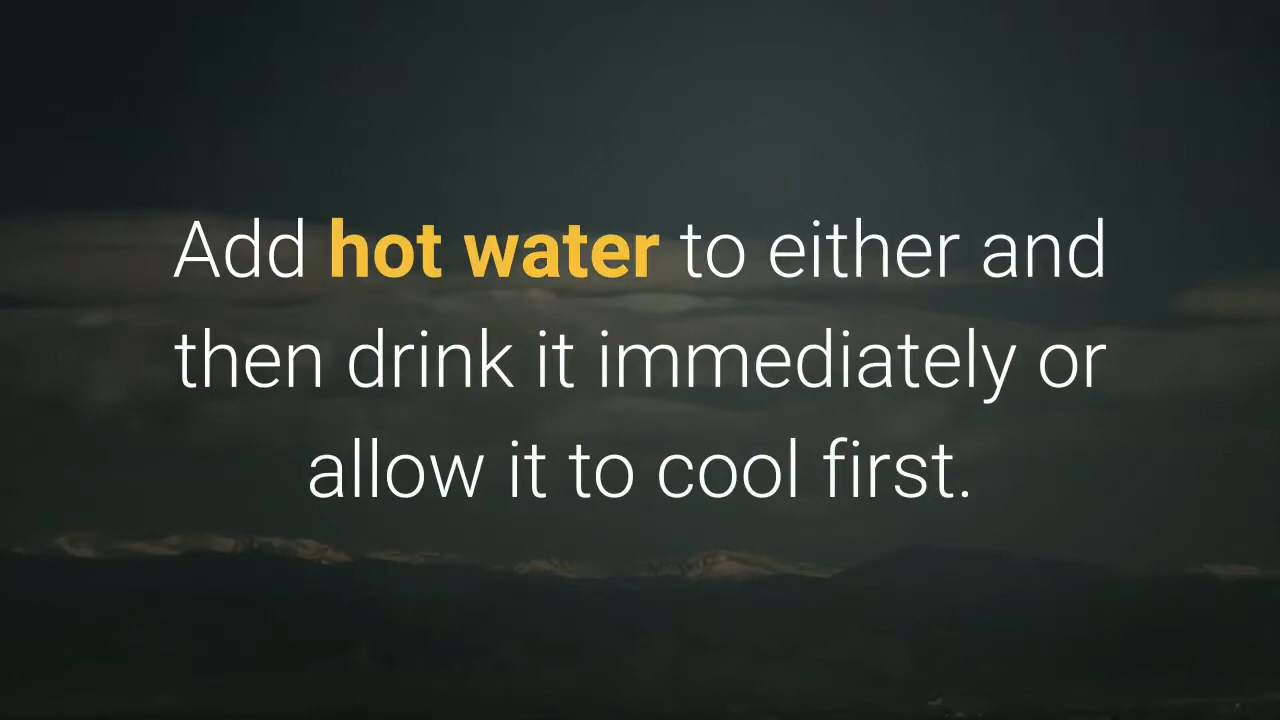 Add hot water to either and
then drink it immediately or
allow it to cool first.